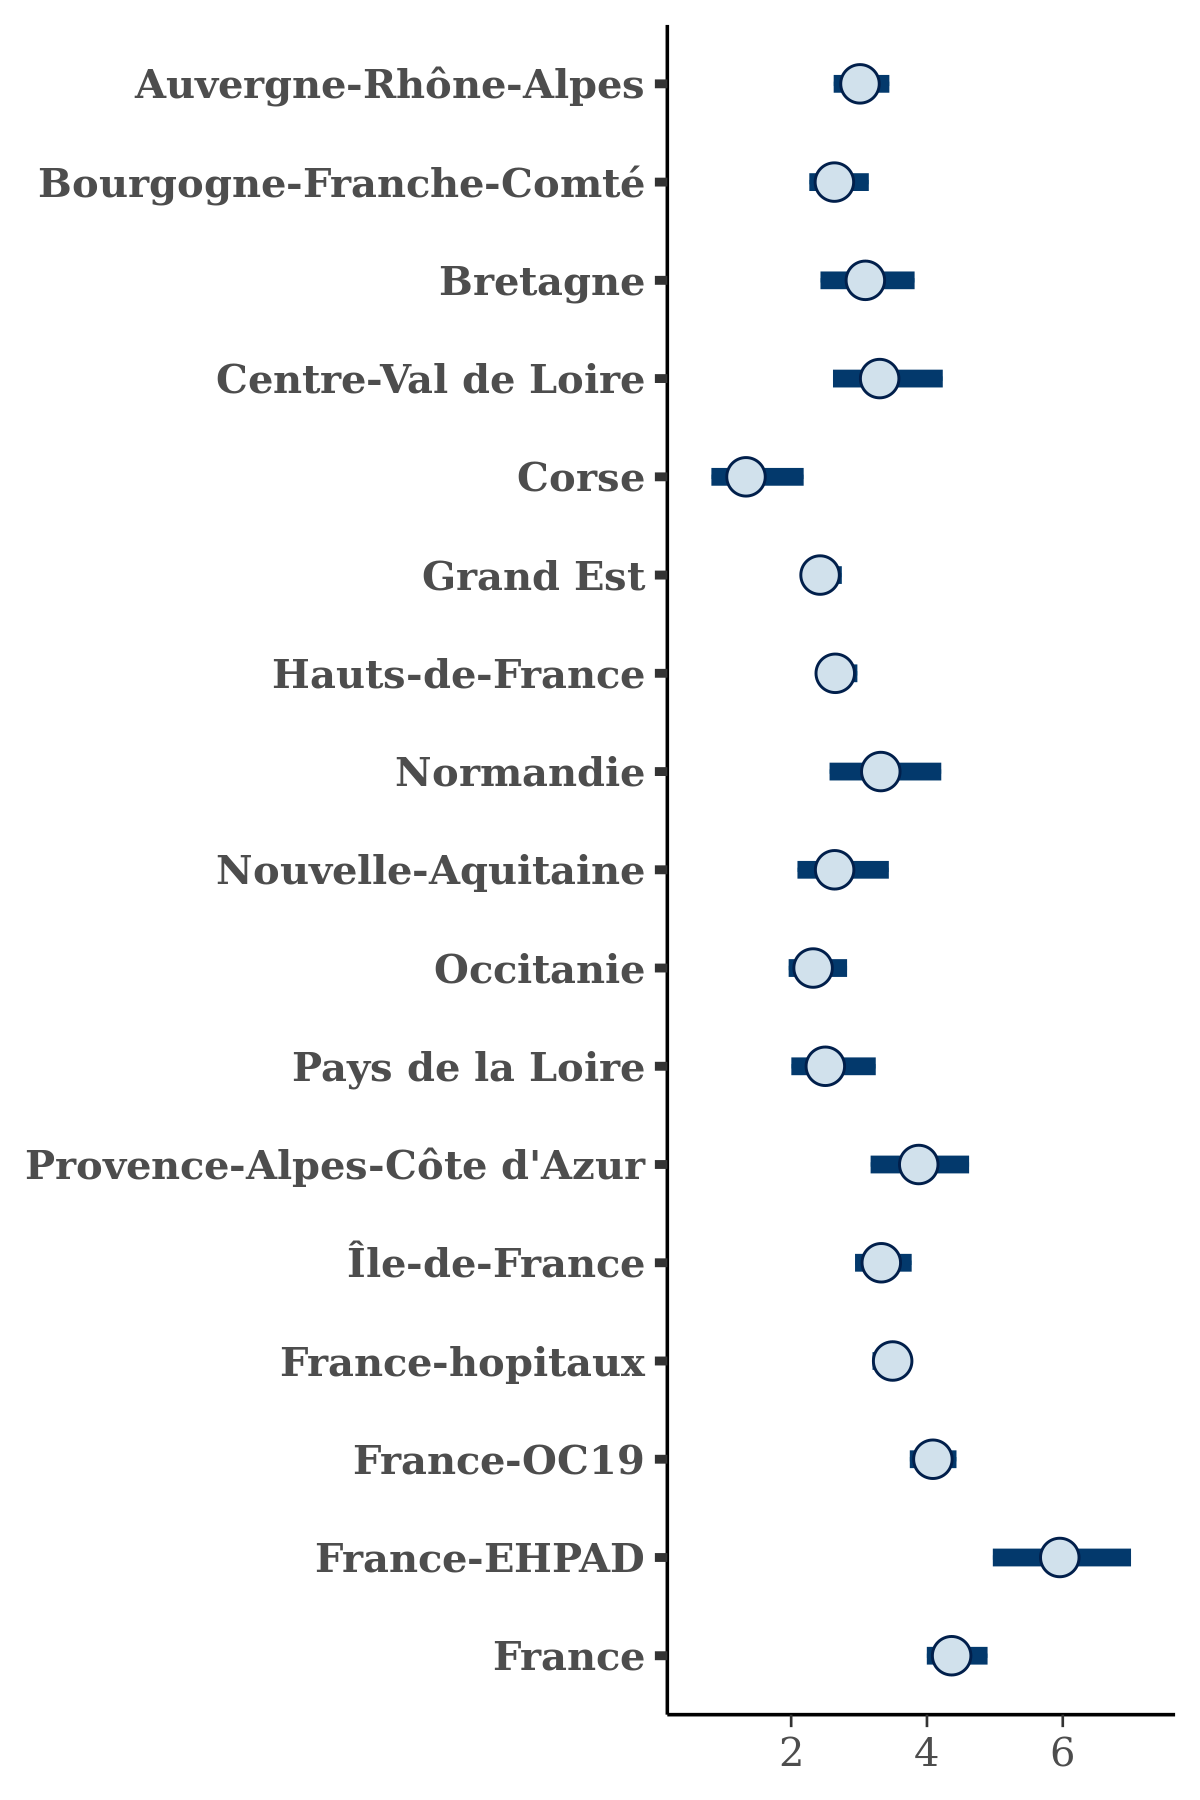 Auvergne-Rhône-Alpes
Bourgogne-Franche-Comté
Bretagne
Centre-Val de Loire
Corse
Grand Est
Hauts-de-France
Normandie
Nouvelle-Aquitaine
Occitanie
Pays de la Loire
Provence-Alpes-Côte d'Azur
Île-de-France
France-hopitaux
France-OC19
France-EHPAD
France
2 4 6